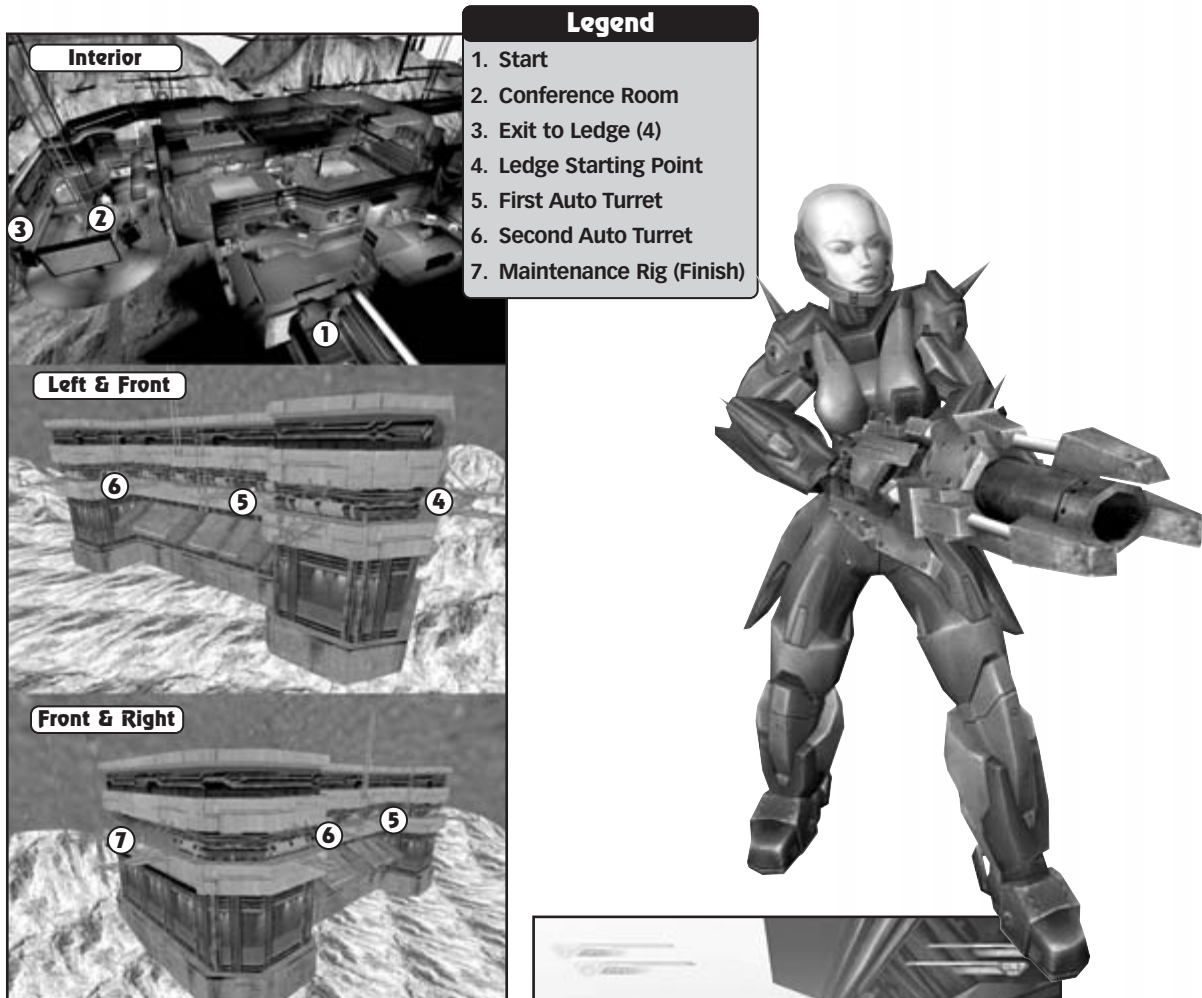 Legend
1. Start
2. Conference Room
3. Exit to Ledge (4)
4. Ledge Starting Point
5. First Auto Turret
6. Second Auto Turret
7. Maintenance Rig (Finish)
Interior
3
2
1
Left & Front
6
5
4
Front & Right
7
6
5